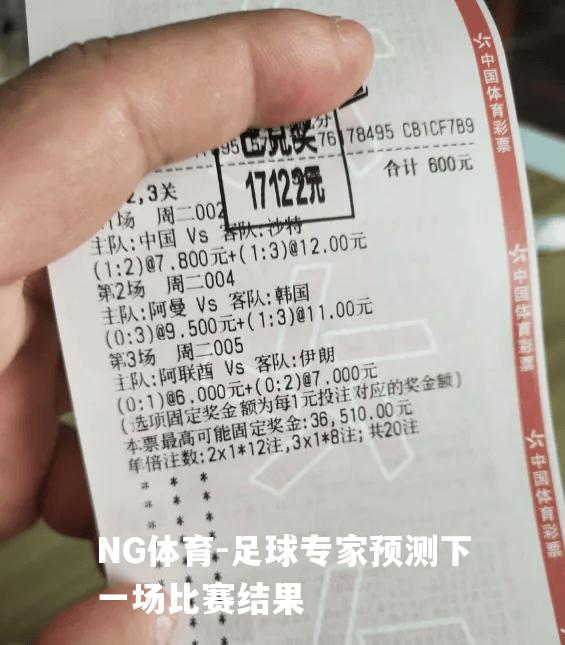 中国体育彩票
78495 CB1CF7B9
合计 600元
已兑奖
17122元
2,3关
场 周二002
主队:中国 Vs 客队:沙特
(1:2)@7.800元+(1:3)@12.00元
第2场 周二004
主队:阿曼 Vs 客队:韩国
(0:3)@9.500元+(1:3)@11.00元
第3场 周二005
主队:阿联酋 Vs 客队:伊朗
(0:1)@6.000元+(0:2)@7.000元
(选项固定奖金额为每1元投注对应的奖金额)
本票最高可能固定奖金:36,510.00元
单倍注数:2x1*12注,3x1*8注;共20注
中国体育彩票
中国体育彩票
NG体育-足球专家预测下
一场比赛结果